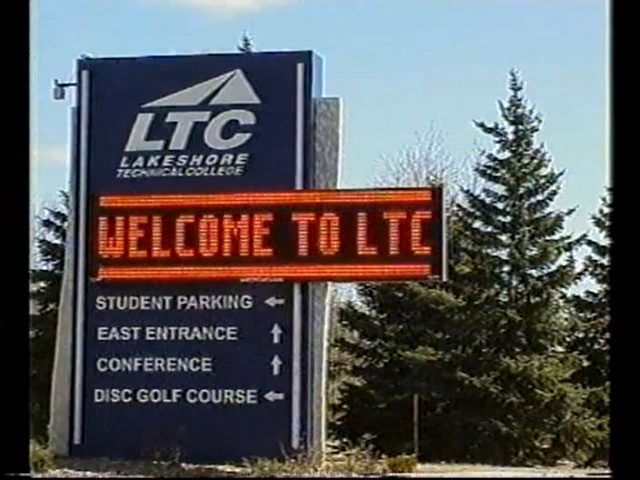 LTC
LAKESHORE
TECHNICAL COLLEGE
WELCOME TO LTC
STUDENT PARKING ←
EAST ENTRANCE ↑
CONFERENCE ↑
DISC GOLF COURSE ←